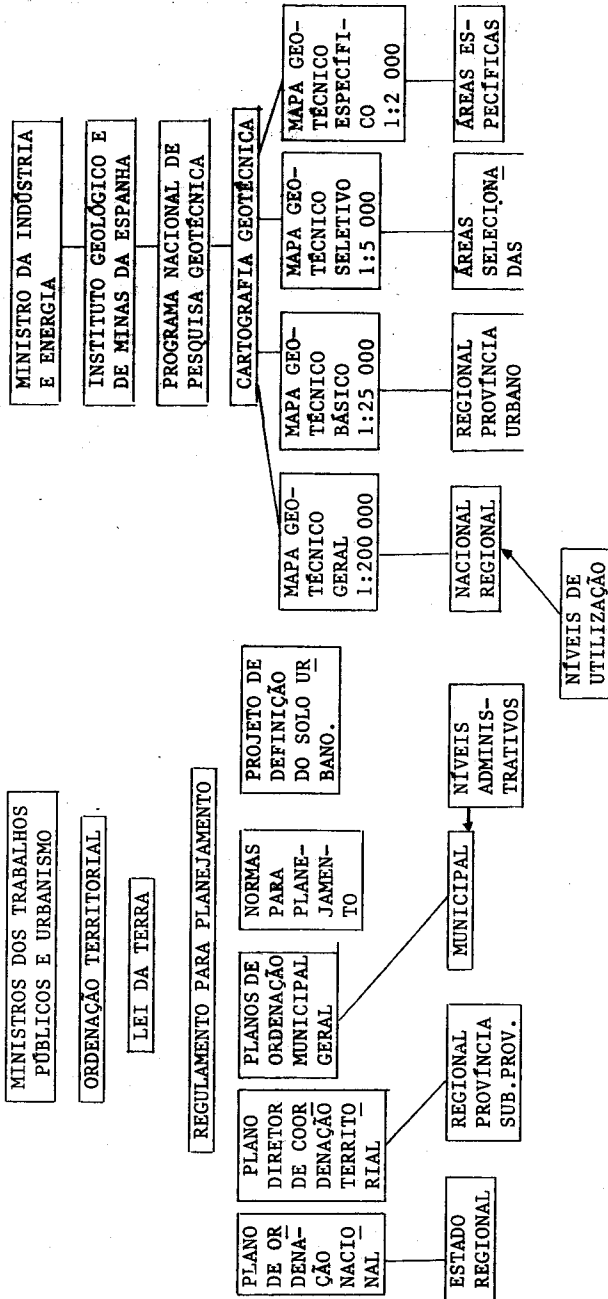 MINISTROS DOS TRABALHOS
PÚBLICOS E URBANISMO
ORDENAÇÃO TERRITORIAL
LEI DA TERRA
REGULAMENTO PARA PLANEJAMENTO
PLANO
DE OR
DENA-
ÇÃO
NACIO
NAL
PLANO
DIRETOR
DE COOR
DENAÇÃO
TERRITO
RIAL
PLANOS DE
ORDENAÇÃO
MUNICIPAL
GERAL
NORMAS
PARA
PLANE-
JAMEN-
TO
PROJETO DE
DEFINIÇÃO
DO SOLO UR
BANO.
ESTADO
REGIONAL
REGIONAL
PROVÍNCIA
SUB.PROV.
MUNICIPAL
NÍVEIS
ADMINIS-
TRATIVOS
MINISTRO DA INDÚSTRIA
E ENERGIA
INSTITUTO GEOLÓGICO E
DE MINAS DA ESPANHA
PROGRAMA NACIONAL DE
PESQUISA GEOTÉCNICA
CARTOGRAFIA GEOTÉCNICA
MAPA GEO-
TÉCNICO
GERAL
1:200 000
MAPA GEO-
TÉCNICO
BÁSICO
1:25 000
MAPA GEO-
TÉCNICO
SELETIVO
1:5 000
MAPA GEO-
TÉCNICO
ESPECÍFI-
CO
1:2 000
NACIONAL
REGIONAL
REGIONAL
PROVÍNCIA
URBANO
ÁREAS
SELECIONA
DAS
ÁREAS ES-
PECÍFICAS
NÍVEIS DE
UTILIZAÇÃO